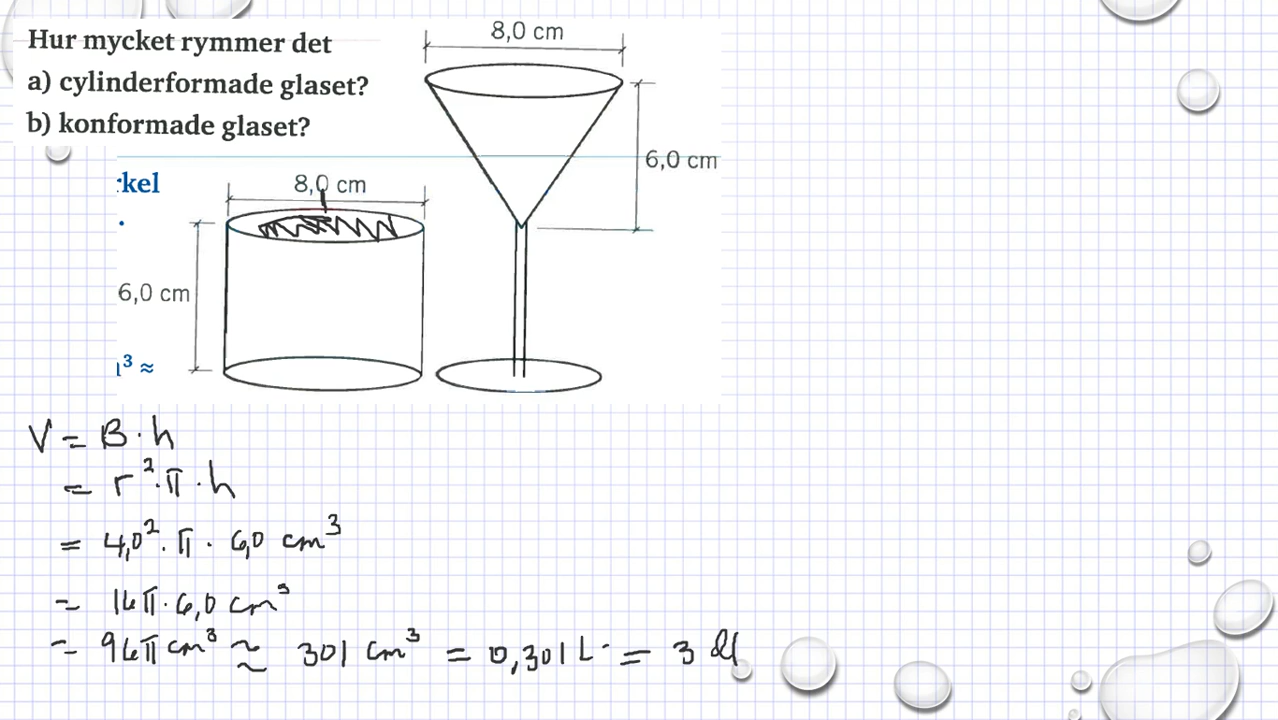 Hur mycket rymmer det
a) cylinderformade glaset?
b) konformade glaset?
8,0 cm
6,0 cm
:kel
8,0 cm
.
6,0 cm
³ ≈
V = B · h
= r² · π · h
= 4,0² · π · 6,0 cm³
= 16π · 6,0 cm³
= 96π cm³ ≈ 301 cm³ = 0,301 L = 3 dl